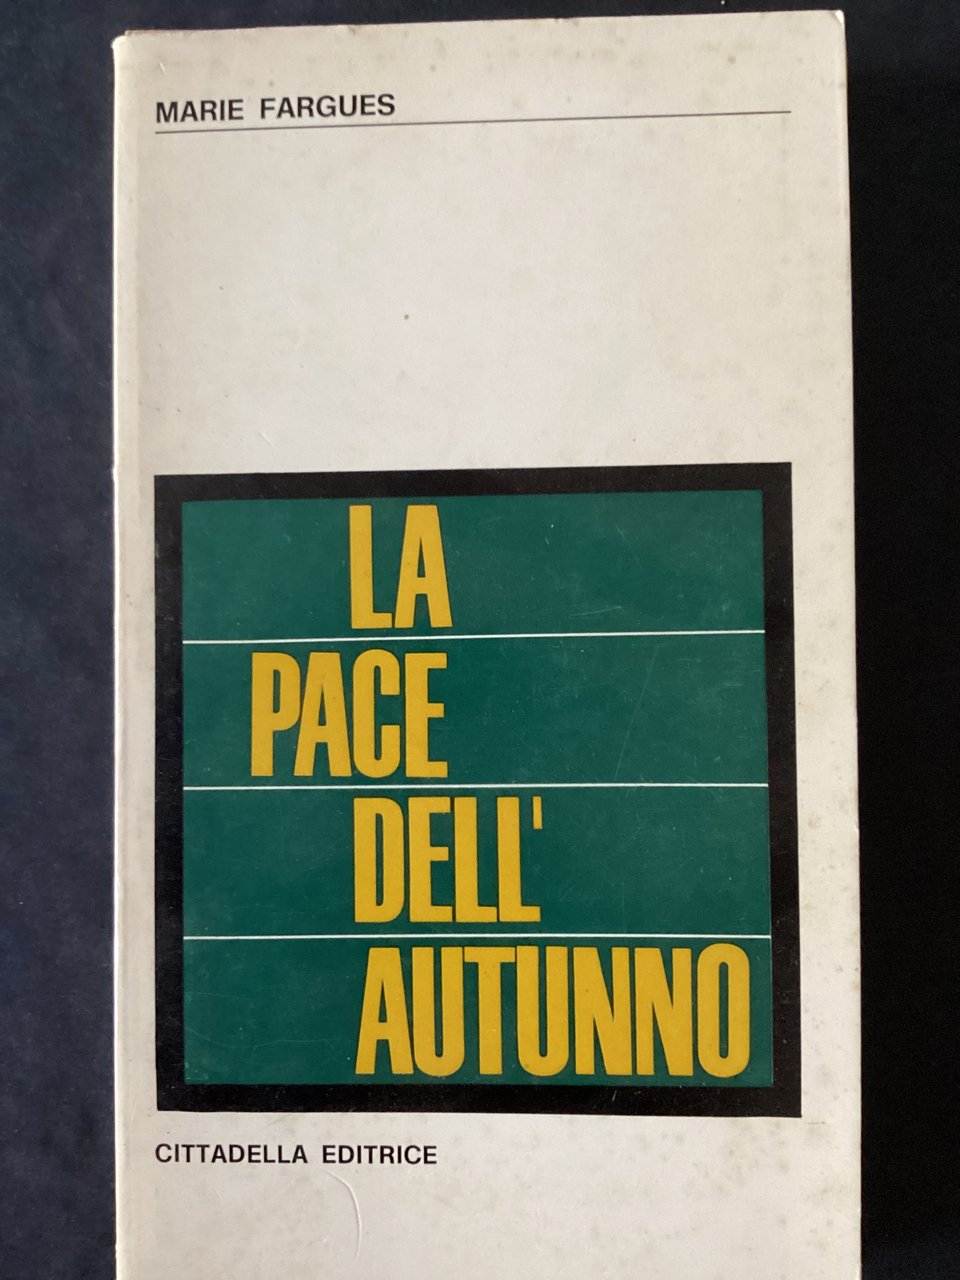 MARIE FARGUES
LA
PACE
DELL'
AUTUNNO
CITTADELLA EDITRICE